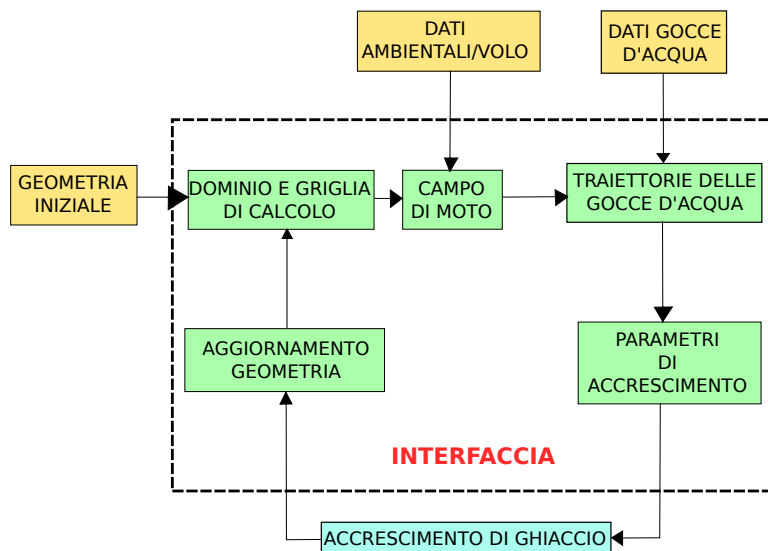 DATI
AMBIENTALI/VOLO
DATI GOCCE
D'ACQUA
GEOMETRIA
INIZIALE
DOMINIO E GRIGLIA
DI CALCOLO
CAMPO
DI MOTO
TRAIETTORIE DELLE
GOCCE D'ACQUA
AGGIORNAMENTO
GEOMETRIA
PARAMETRI
DI
ACCRESCIMENTO
INTERFACCIA
ACCRESCIMENTO DI GHIACCIO